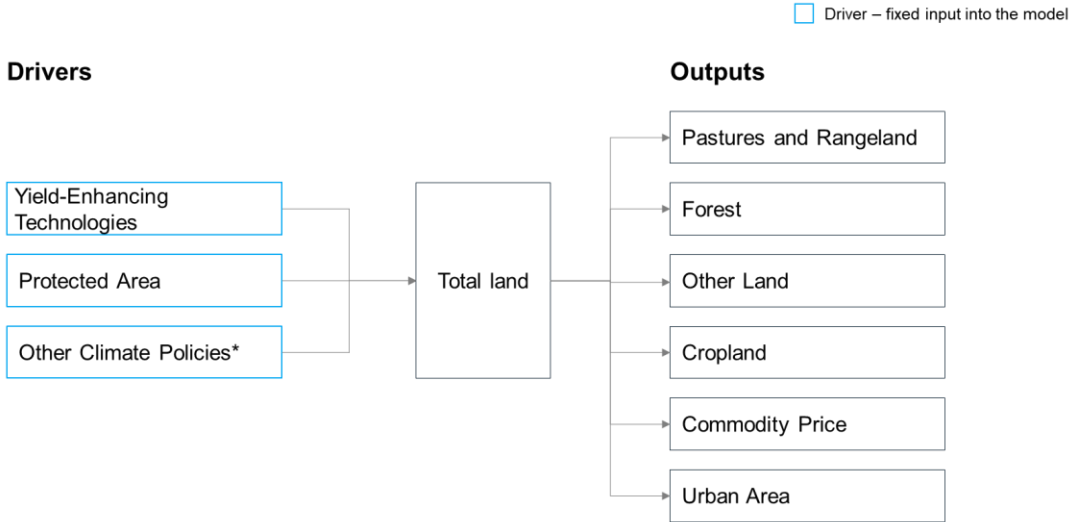 Driver – fixed input into the model
Drivers
Outputs
Yield-Enhancing
Technologies
Protected Area
Other Climate Policies*
Total land
Pastures and Rangeland
Forest
Other Land
Cropland
Commodity Price
Urban Area